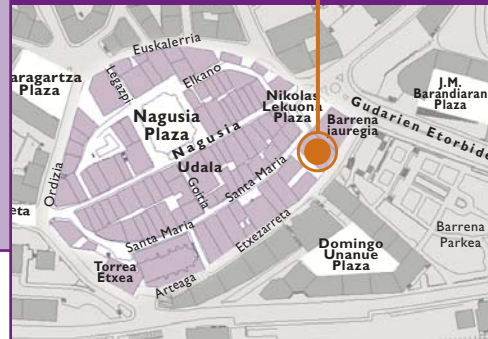 Euskalerria
aragartza
Plaza
Legazpi
Elkano
Nikolas
Lekuona
Plaza
J.M.
Barandiaran
Plaza
Nagusia
Plaza
Nagusia
Barrena
jauregia
Gudarien Etorbide
Ordizia
Udala
Goitia
Santa Maria
eta
Santa Maria
Etxezarreta
Barrena
Parkea
Domingo
Unanue
Plaza
Torrea
Etxea
Arteaga